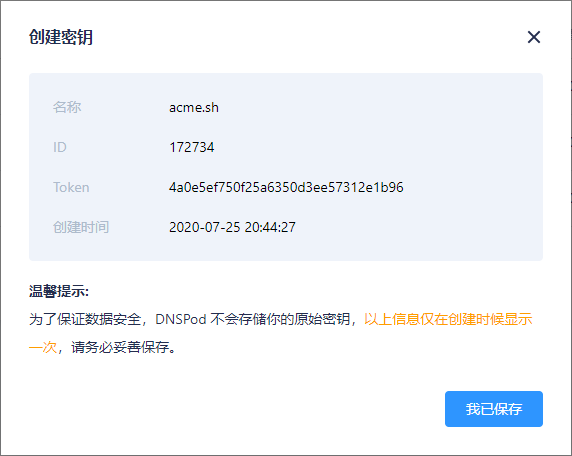 创建密钥
名称 acme.sh
ID 172734
Token 4a0e5ef750f25a6350d3ee57312e1b96
创建时间 2020-07-25 20:44:27
温馨提示:
为了保证数据安全，DNSPod 不会存储你的原始密钥，以上信息仅在创建时候显示
一次，请务必妥善保存。
我已保存